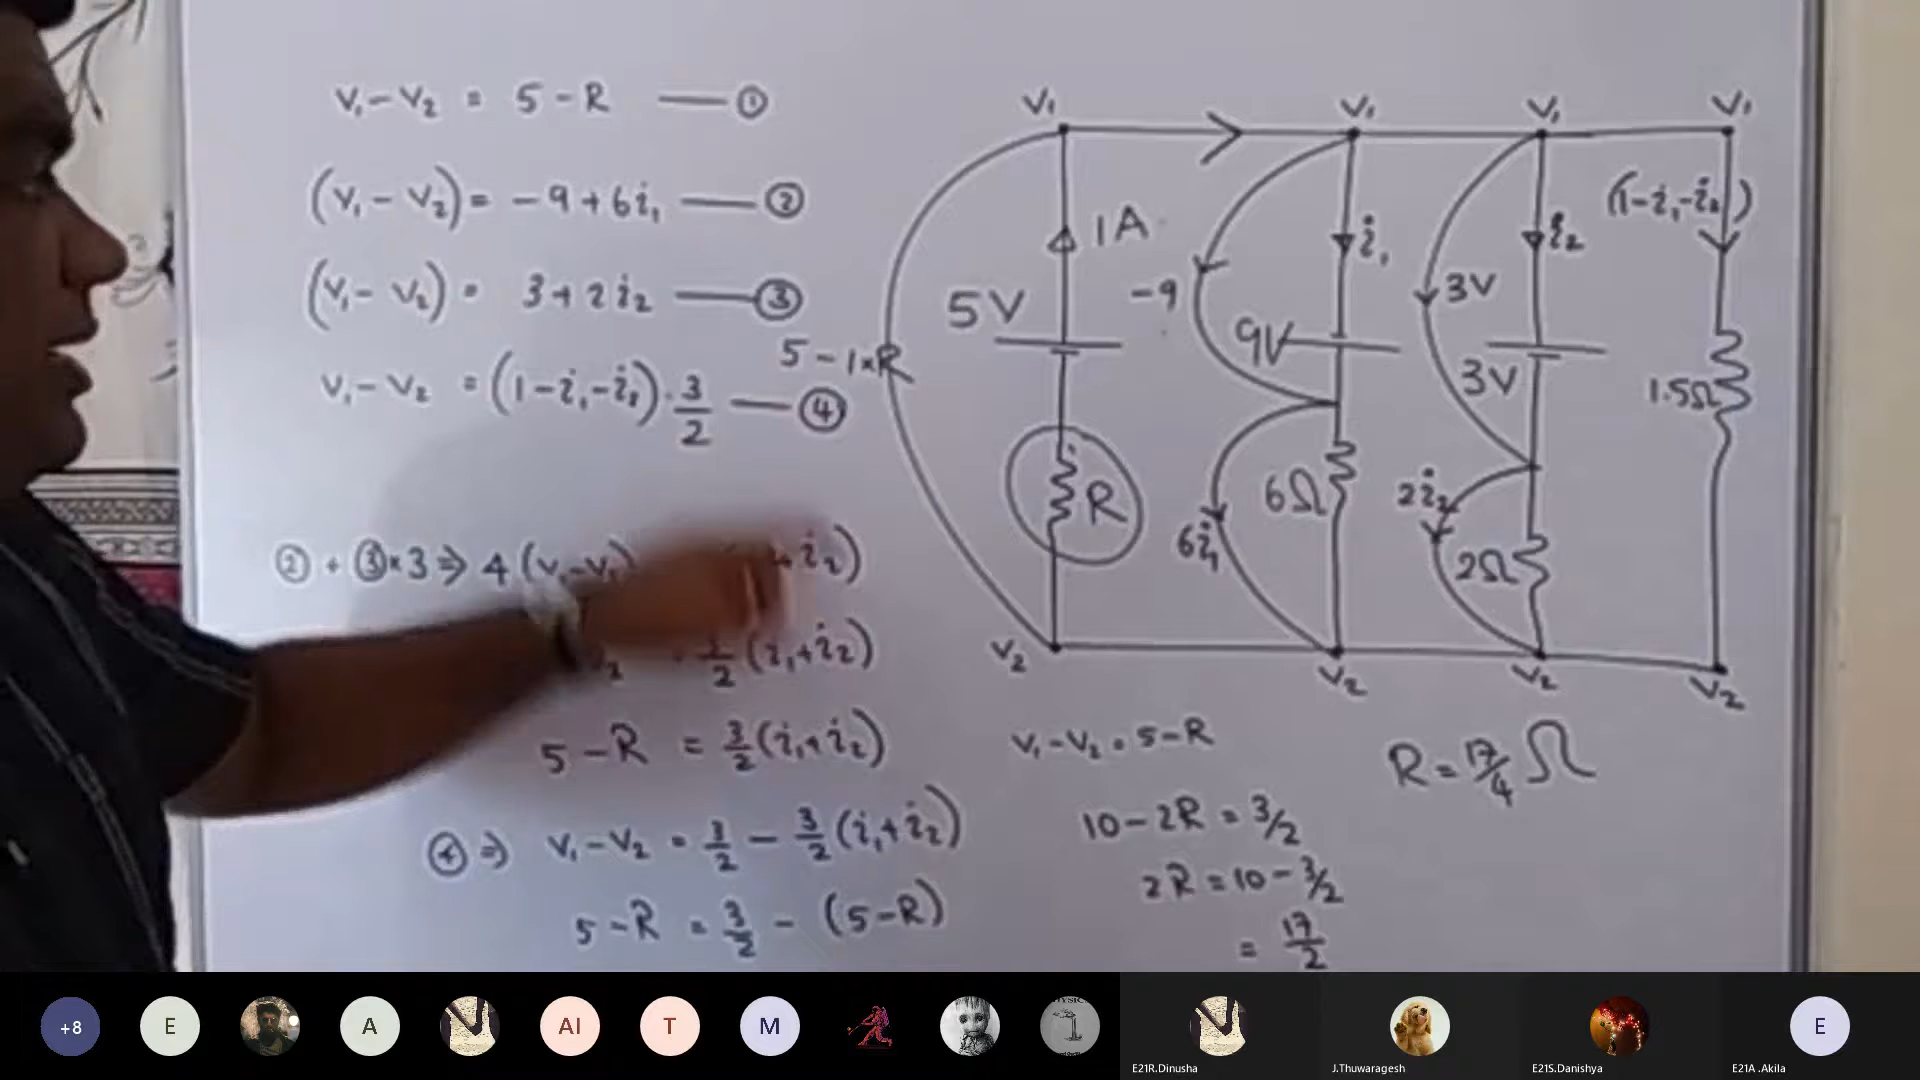 V₁ - V₂ = 5 - R —— ①
(V₁ - V₂) = -9 + 6i₁ —— ②
(V₁ - V₂) = 3 + 2i₂ —— ③
V₁ - V₂ = (1 - i₁ - i₂) · 3/2 —— ④
② + ③×3 ⇒ 4(V₁ - V₂)
i₂)
₂ = (i₁ + i₂)
5 - R = 3/2 (i₁ + i₂)
④ ⇒ V₁ - V₂ = 3/2 - 3/2 (i₁ + i₂)
5 - R = 3/2 - (5 - R)
V₁
V₁
V₁
V₁
1A
i₁
i₂
(1 - i₁ - i₂)
5V
-9
9V
3V
3V
1.5Ω
5 - 1×R
R
6i₁
6Ω
2i₂
2Ω
V₂
V₂
V₂
V₂
V₁ - V₂ = 5 - R
10 - 2R = 3/2
2R = 10 - 3/2
= 17/2
R = 17/4 Ω
+8
E
A
AI
T
M
E
E21R.Dinusha
J.Thuwaragesh
E21S.Danishya
E21A .Akila